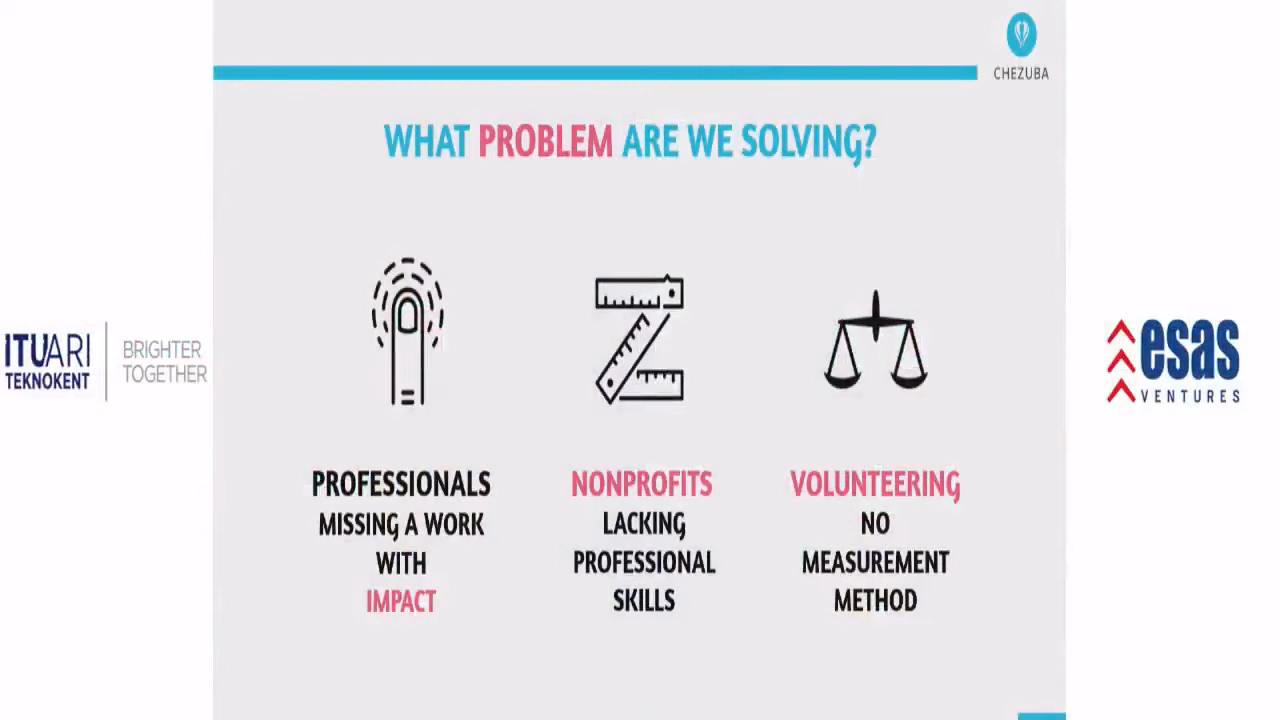 CHEZUBA
WHAT PROBLEM ARE WE SOLVING?
ITUARI
TEKNOKENT
BRIGHTER
TOGETHER
esas
VENTURES
PROFESSIONALS
MISSING A WORK
WITH
IMPACT
NONPROFITS
LACKING
PROFESSIONAL
SKILLS
VOLUNTEERING
NO
MEASUREMENT
METHOD